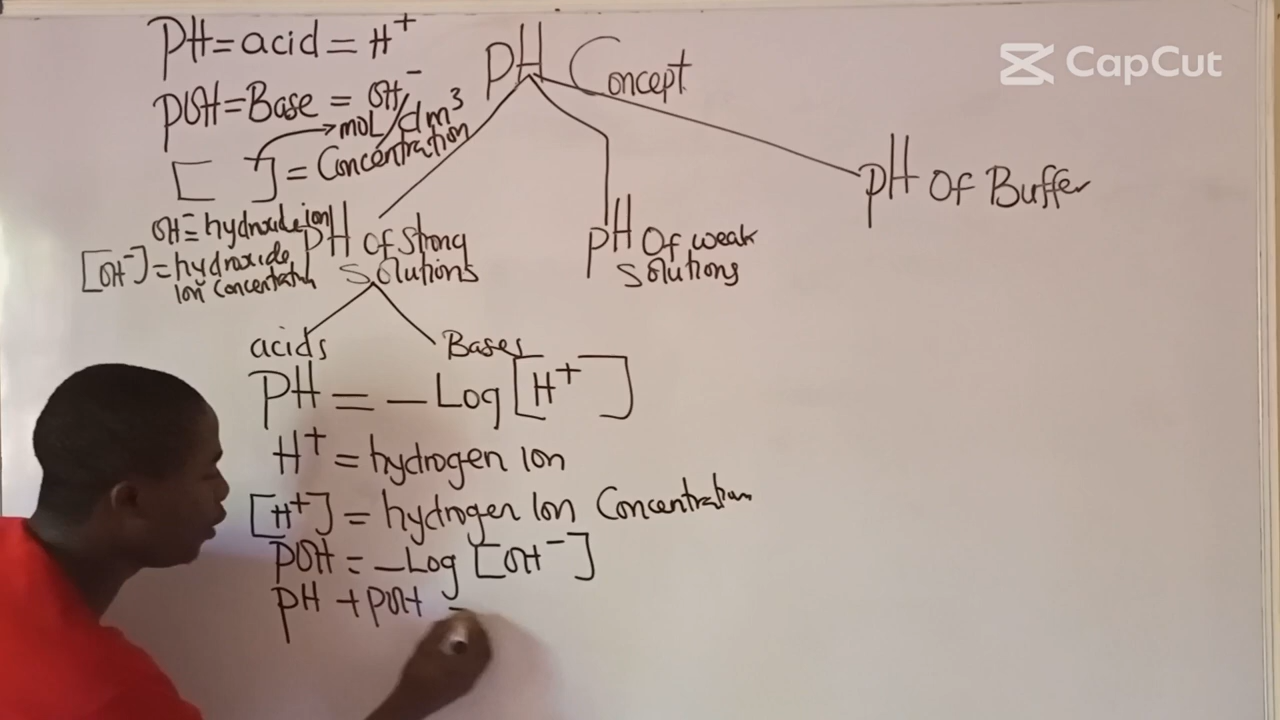 PH = acid = H⁺
POH = Base = OH⁻
mol/dm³
[ ] = Concentration
OH⁻ = hydroxide ion
[OH⁻] = hydroxide
Ion Concentration
pH Concept
CapCut
PH Of Strong
Solutions
pH Of weak
Solutions
pH Of Buffer
acids
Bases
PH = – Log [H⁺ ]
H⁺ = hydrogen Ion
[H⁺] = hydrogen Ion Concentration
POH = – Log [OH⁻]
PH + POH =